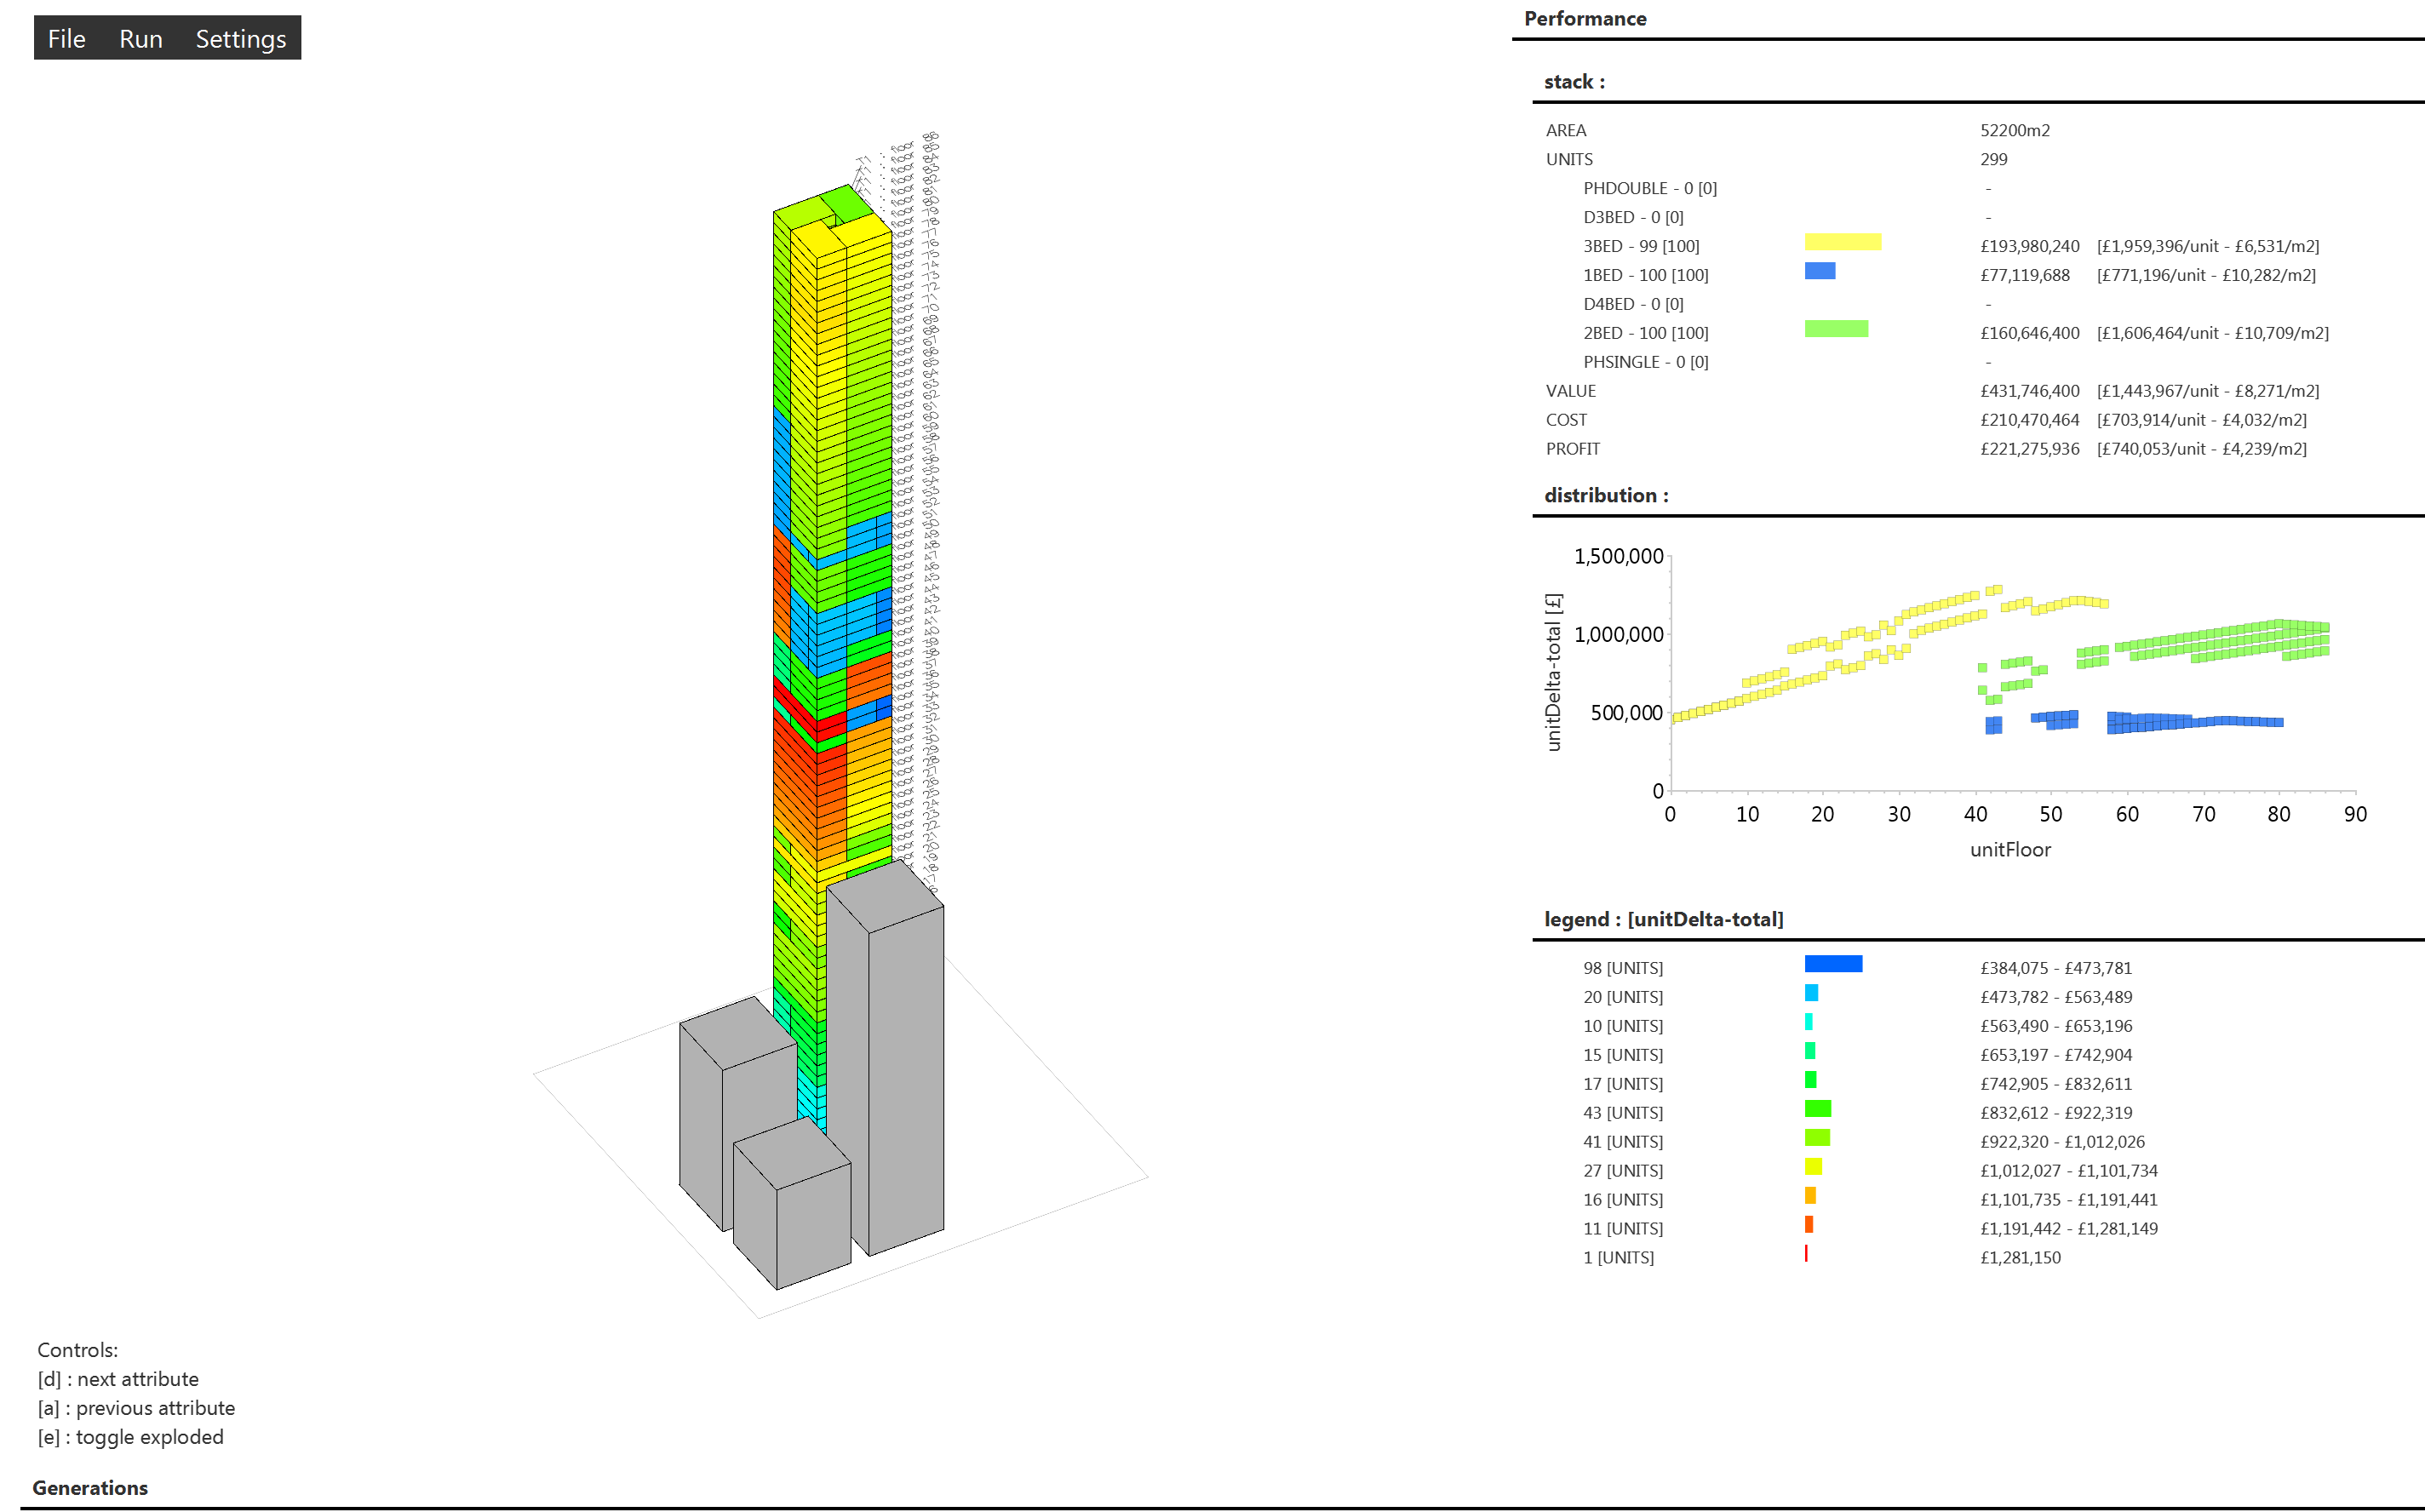 File Run Settings
Performance
stack :
AREA 52200m2
UNITS 299
PHDOUBLE - 0 [0] -
D3BED - 0 [0] -
3BED - 99 [100] £193,980,240 [£1,959,396/unit - £6,531/m2]
1BED - 100 [100] £77,119,688 [£771,196/unit - £10,282/m2]
D4BED - 0 [0] -
2BED - 100 [100] £160,646,400 [£1,606,464/unit - £10,709/m2]
PHSINGLE - 0 [0] -
VALUE £431,746,400 [£1,443,967/unit - £8,271/m2]
COST £210,470,464 [£703,914/unit - £4,032/m2]
PROFIT £221,275,936 [£740,053/unit - £4,239/m2]
distribution :
unitDelta-total [£]
1,500,000
1,000,000
500,000
0
0 10 20 30 40 50 60 70 80 90
unitFloor
legend : [unitDelta-total]
98 [UNITS] £384,075 - £473,781
20 [UNITS] £473,782 - £563,489
10 [UNITS] £563,490 - £653,196
15 [UNITS] £653,197 - £742,904
17 [UNITS] £742,905 - £832,611
43 [UNITS] £832,612 - £922,319
41 [UNITS] £922,320 - £1,012,026
27 [UNITS] £1,012,027 - £1,101,734
16 [UNITS] £1,101,735 - £1,191,441
11 [UNITS] £1,191,442 - £1,281,149
1 [UNITS] £1,281,150
Controls:
[d] : next attribute
[a] : previous attribute
[e] : toggle exploded
Generations